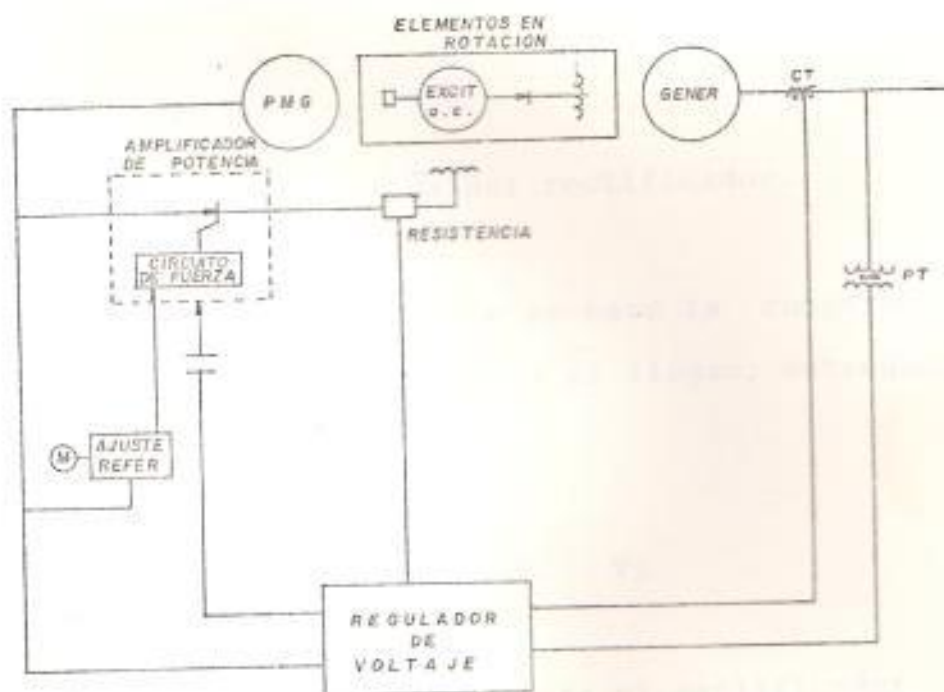 ELEMENTOS EN
ROTACION
PMG
EXCIT
a.c.
GENER
CT
AMPLIFICADOR
DE POTENCIA
CIRCUITO
DE FUERZA
RESISTENCIA
PT
M
AJUSTE
REFER
REGULADOR
DE
VOLTAJE